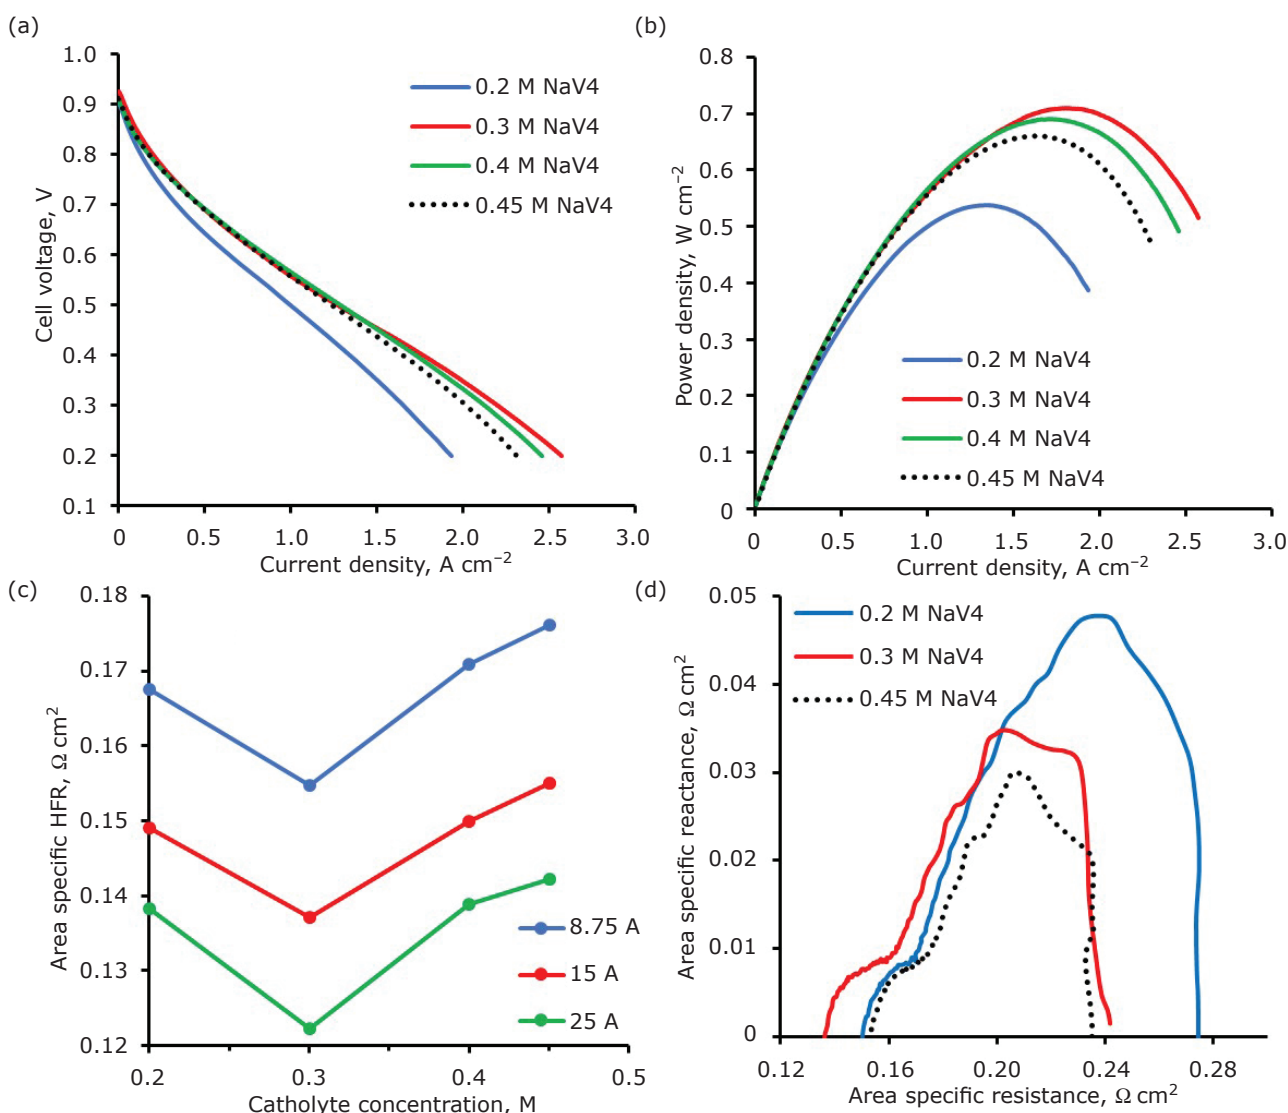 (a)
Cell voltage, V
1.0
0.9
0.8
0.7
0.6
0.5
0.4
0.3
0.2
0.1
0 0.5 1.0 1.5 2.0 2.5 3.0
Current density, A cm⁻²
0.2 M NaV4
0.3 M NaV4
0.4 M NaV4
0.45 M NaV4
(b)
Power density, W cm⁻²
0.8
0.7
0.6
0.5
0.4
0.3
0.2
0.1
0
0 0.5 1.0 1.5 2.0 2.5 3.0
Current density, A cm⁻²
0.2 M NaV4
0.3 M NaV4
0.4 M NaV4
0.45 M NaV4
(c)
Area specific HFR, Ω cm²
0.18
0.17
0.16
0.15
0.14
0.13
0.12
0.2 0.3 0.4 0.5
Catholyte concentration, M
8.75 A
15 A
25 A
(d)
Area specific reactance, Ω cm²
0.05
0.04
0.03
0.02
0.01
0
0.12 0.16 0.20 0.24 0.28
Area specific resistance, Ω cm²
0.2 M NaV4
0.3 M NaV4
0.45 M NaV4